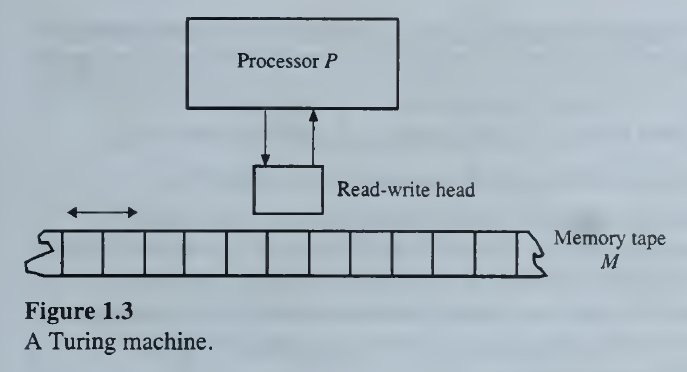 Processor P
Read-write head
Memory tape
M
Figure 1.3
A Turing machine.